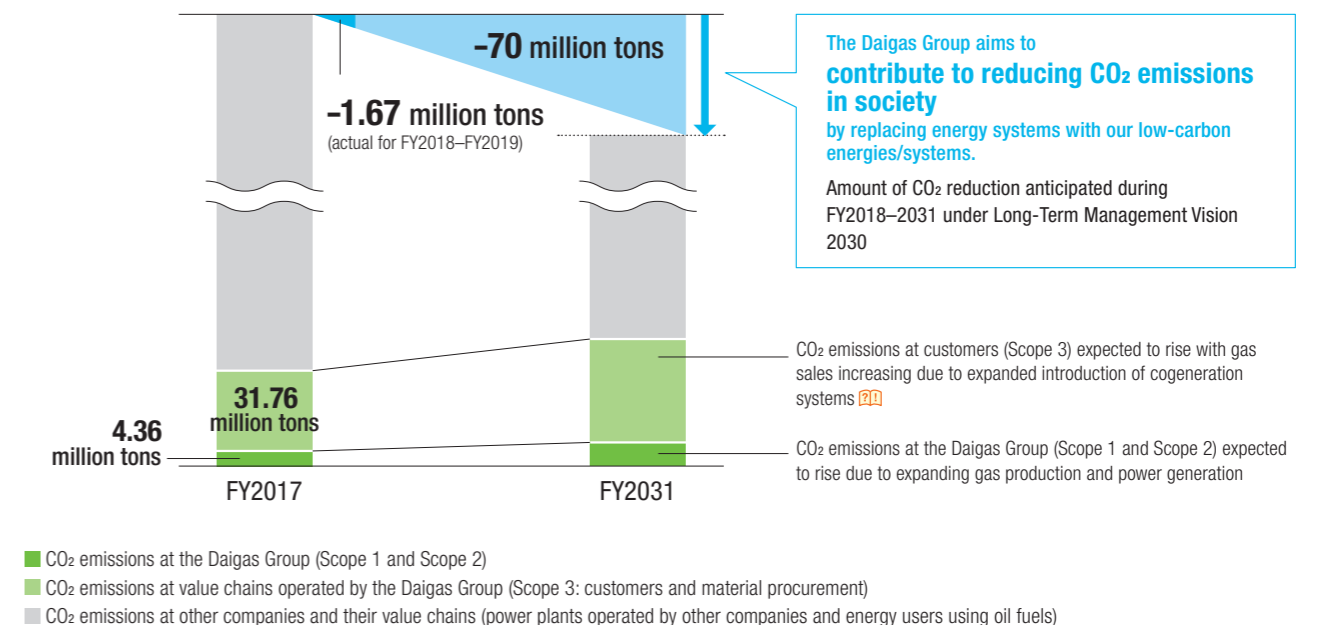 -70 million tons
-1.67 million tons
(actual for FY2018–FY2019)
The Daigas Group aims to
contribute to reducing CO₂ emissions
in society
by replacing energy systems with our low-carbon
energies/systems.
Amount of CO₂ reduction anticipated during
FY2018–2031 under Long-Term Management Vision
2030
31.76
million tons
4.36
million tons
CO₂ emissions at customers (Scope 3) expected to rise with gas
sales increasing due to expanded introduction of cogeneration
systems ?!
CO₂ emissions at the Daigas Group (Scope 1 and Scope 2) expected
to rise due to expanding gas production and power generation
FY2017
FY2031
CO₂ emissions at the Daigas Group (Scope 1 and Scope 2)
CO₂ emissions at value chains operated by the Daigas Group (Scope 3: customers and material procurement)
CO₂ emissions at other companies and their value chains (power plants operated by other companies and energy users using oil fuels)